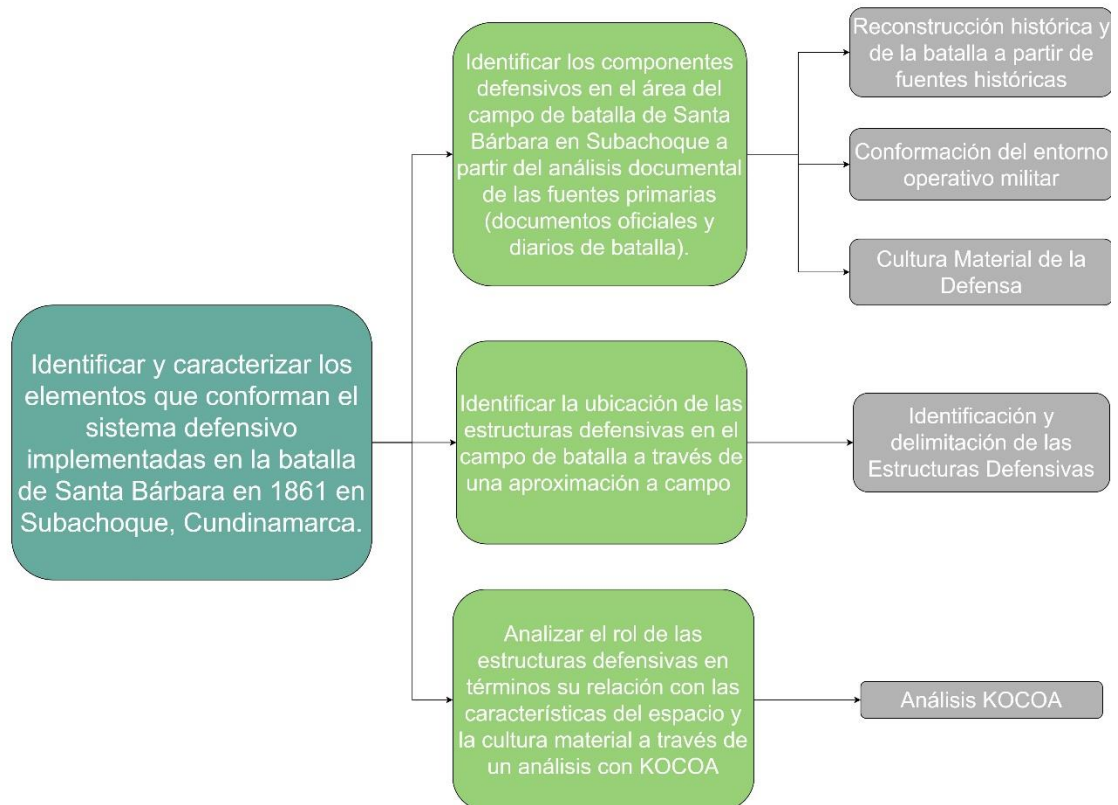 Identificar y caracterizar los
elementos que conforman el
sistema defensivo
implementadas en la batalla
de Santa Bárbara en 1861 en
Subachoque, Cundinamarca.
Identificar los componentes
defensivos en el área del
campo de batalla de Santa
Bárbara en Subachoque a
partir del análisis documental
de las fuentes primarias
(documentos oficiales y
diarios de batalla).
Reconstrucción histórica y
de la batalla a partir de
fuentes históricas
Conformación del entorno
operativo militar
Cultura Material de la
Defensa
Identificar la ubicación de las
estructuras defensivas en el
campo de batalla a través de
una aproximación a campo
Identificación y
delimitación de las
Estructuras Defensivas
Analizar el rol de las
estructuras defensivas en
términos su relación con las
características del espacio y
la cultura material a través de
un análisis con KOCOA
Análisis KOCOA